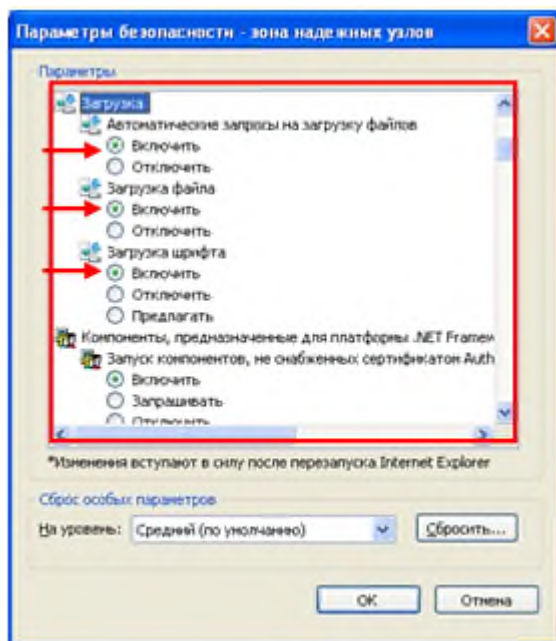 Параметры безопасности - зона надежных узлов
Параметры
Загрузка
Автоматические запросы на загрузку файлов
Включить
Отключить
Загрузка файла
Включить
Отключить
Загрузка шрифта
Включить
Отключить
Предлагать
Компоненты, предназначенные для платформы .NET Framew
Запуск компонентов, не снабженных сертификатом Auth
Включить
Запрашивать
Отключить
*Изменения вступают в силу после перезапуска Internet Explorer
Сброс особых параметров
На уровень: Средний (по умолчанию) Сбросить...
ОК Отмена